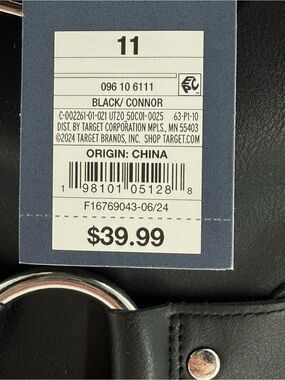 11
096 10 6111
BLACK/ CONNOR
C-002261-01-021 UT20 50C01-0025 63-P1-10
DIST. BY TARGET CORPORATION MPLS., MN 55403
©2024 TARGET BRANDS, INC. SHOP TARGET.COM
ORIGIN: CHINA
1 98101 05128 8
F16769043-06/24
$39.99